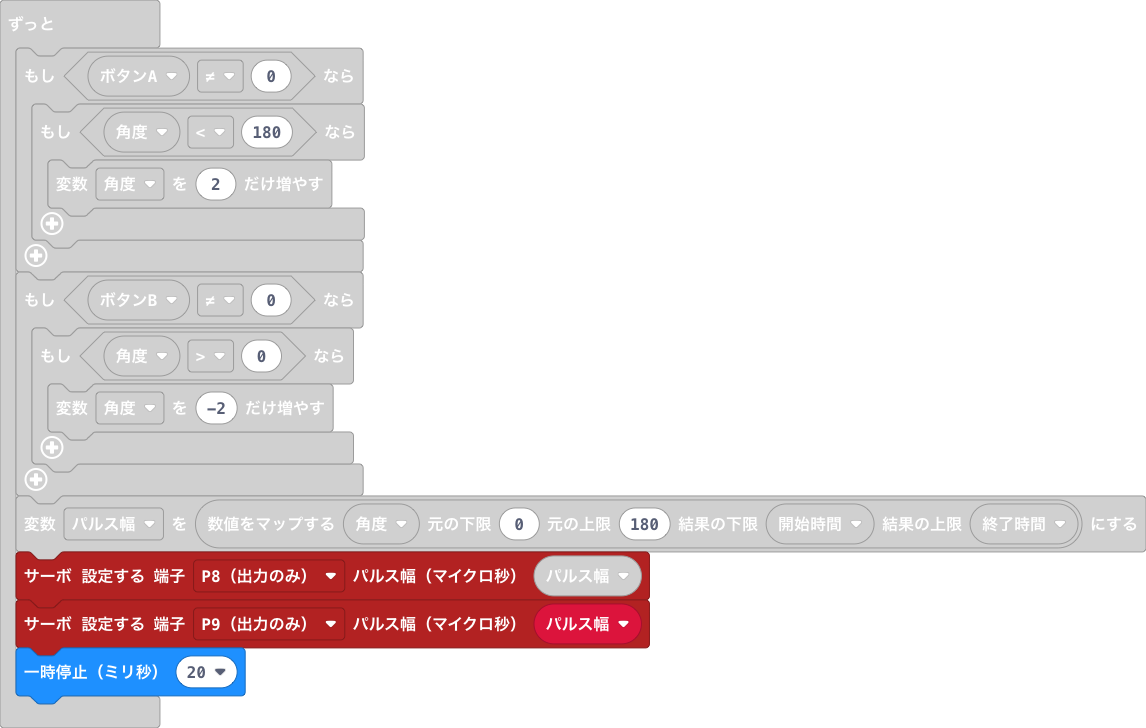 ずっと
もし ボタンA ≠ 0 なら
もし 角度 < 180 なら
変数 角度 を 2 だけ増やす
もし ボタンB ≠ 0 なら
もし 角度 > 0 なら
変数 角度 を -2 だけ増やす
変数 パルス幅 を 数値をマップする 角度 元の下限 0 元の上限 180 結果の下限 開始時間 結果の上限 終了時間 にする
サーボ 設定する 端子 P8（出力のみ） パルス幅（マイクロ秒） パルス幅
サーボ 設定する 端子 P9（出力のみ） パルス幅（マイクロ秒） パルス幅
一時停止（ミリ秒） 20